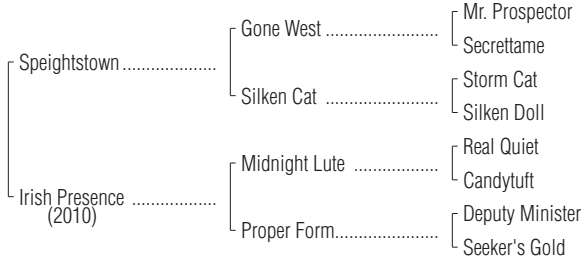 Mr. Prospector
Gone West ........................
Secrettame
Speightstown ....................
Storm Cat
Silken Cat ........................
Silken Doll
Real Quiet
Midnight Lute ..................
Candytuft
Irish Presence ..................
(2010)
Deputy Minister
Proper Form......................
Seeker's Gold